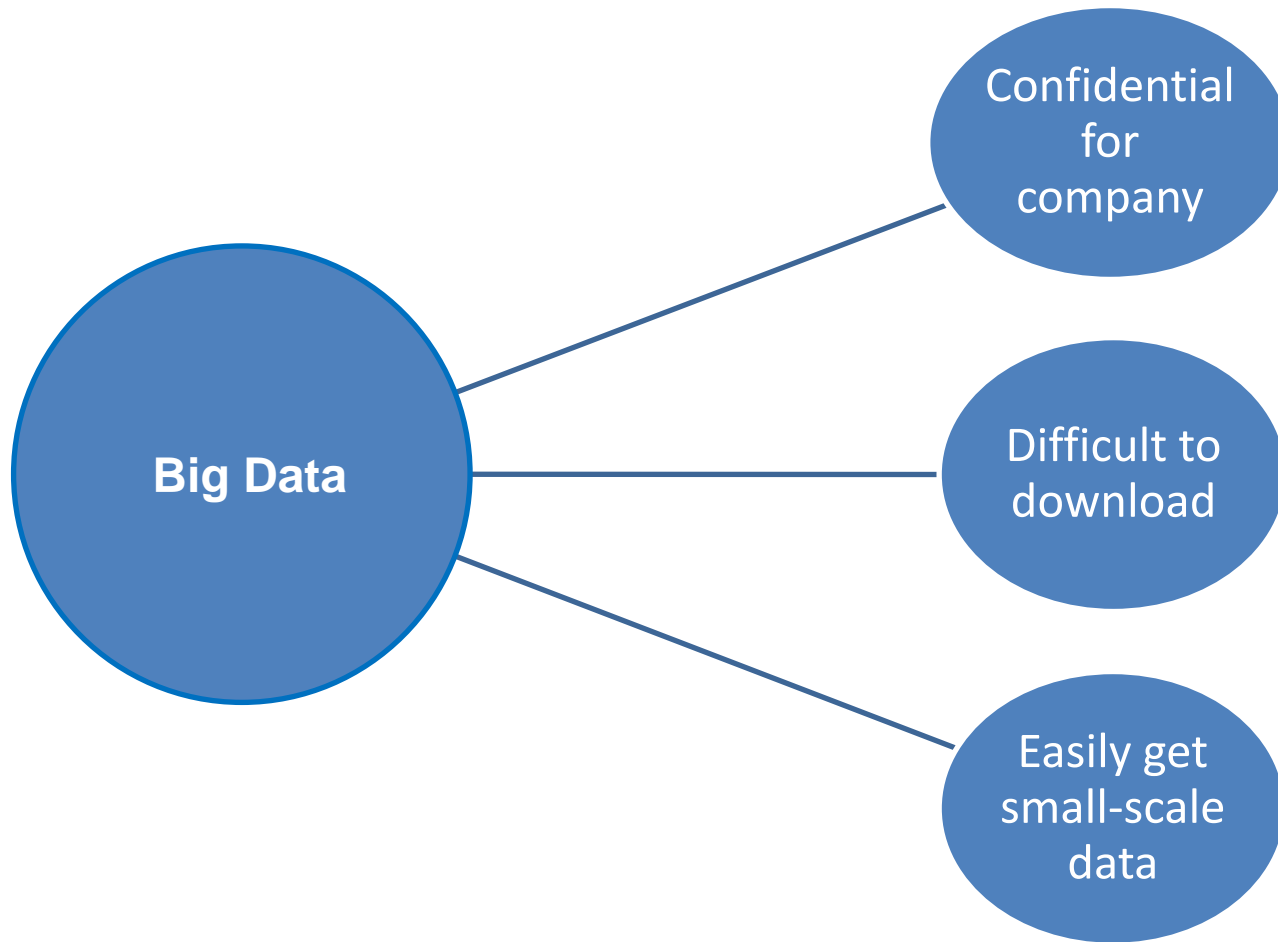 Confidential
for
company
Big Data
Difficult to
download
Easily get
small-scale
data